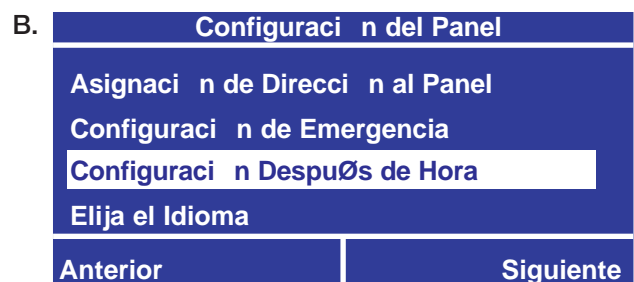 B. Configuraci n del Panel
Asignaci n de Direcci n al Panel
Configuraci n de Emergencia
Configuraci n DespuØs de Hora
Elija el Idioma
Anterior Siguiente